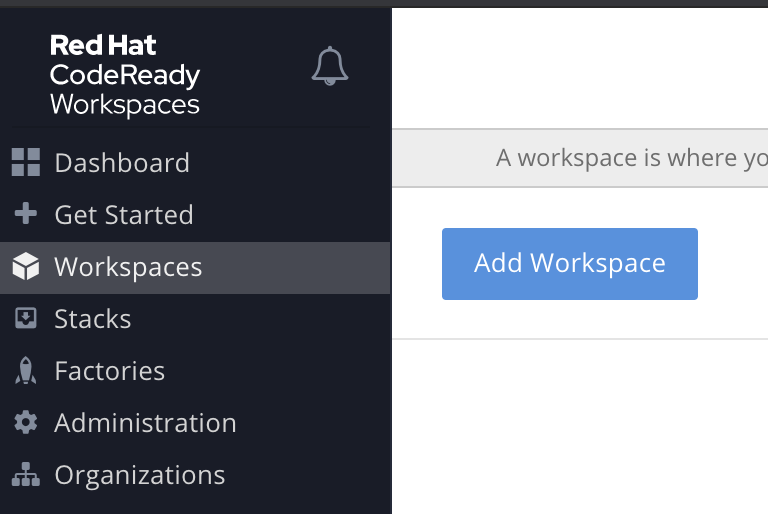 Red Hat
CodeReady
Workspaces
Dashboard
Get Started
Workspaces
Stacks
Factories
Administration
Organizations
A workspace is where yo
Add Workspace